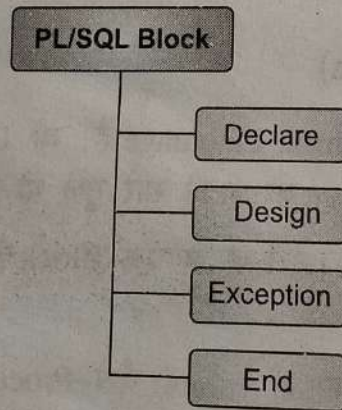 PL/SQL Block
Declare
Design
Exception
End